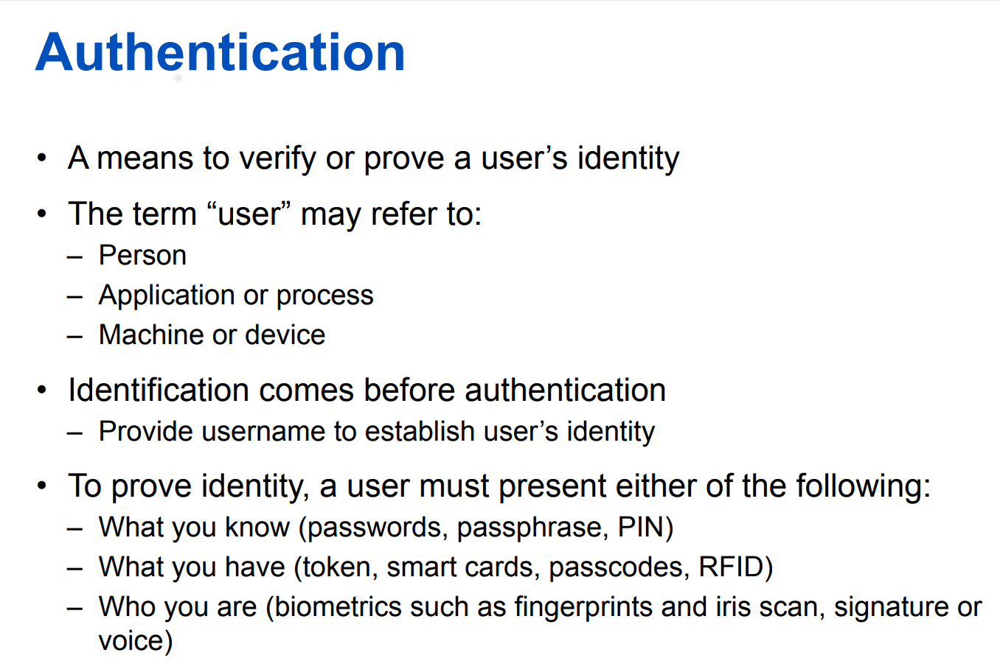 Authentication
• A means to verify or prove a user’s identity
• The term “user” may refer to:
– Person
– Application or process
– Machine or device
• Identification comes before authentication
– Provide username to establish user’s identity
• To prove identity, a user must present either of the following:
– What you know (passwords, passphrase, PIN)
– What you have (token, smart cards, passcodes, RFID)
– Who you are (biometrics such as fingerprints and iris scan, signature or
voice)